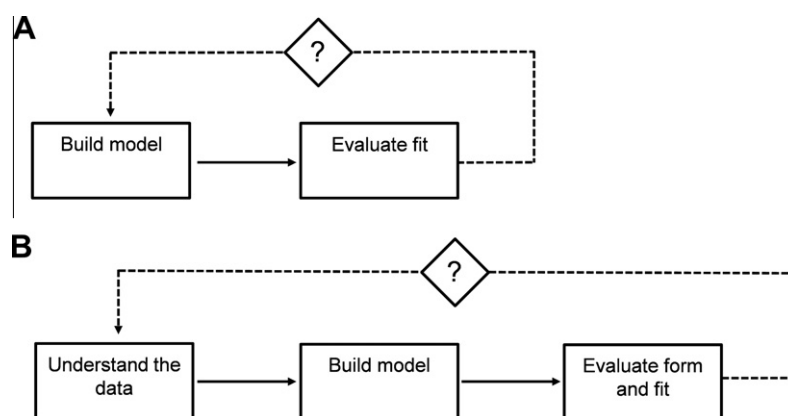 A
?
Build model
Evaluate fit
B
?
Understand the
data
Build model
Evaluate form
and fit